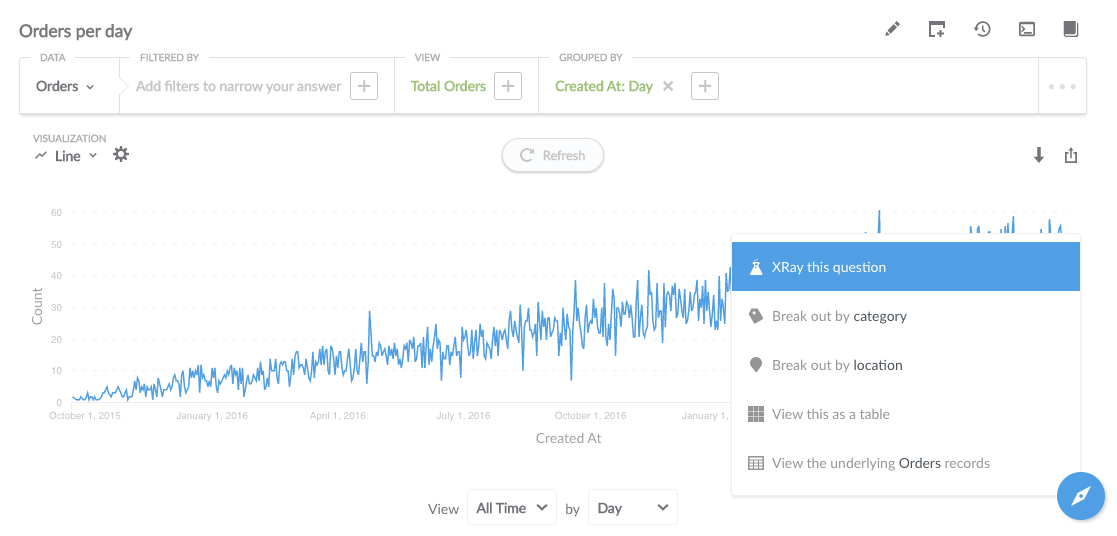 Orders per day
DATA
FILTERED BY
VIEW
GROUPED BY
Orders
Add filters to narrow your answer
Total Orders
Created At: Day
VISUALIZATION
Line
Refresh
60
50
40
30
20
10
0
Count
October 1, 2015
January 1, 2016
April 1, 2016
July 1, 2016
October 1, 2016
January 1,
Created At
XRay this question
Break out by category
Break out by location
View this as a table
View the underlying Orders records
View All Time by Day